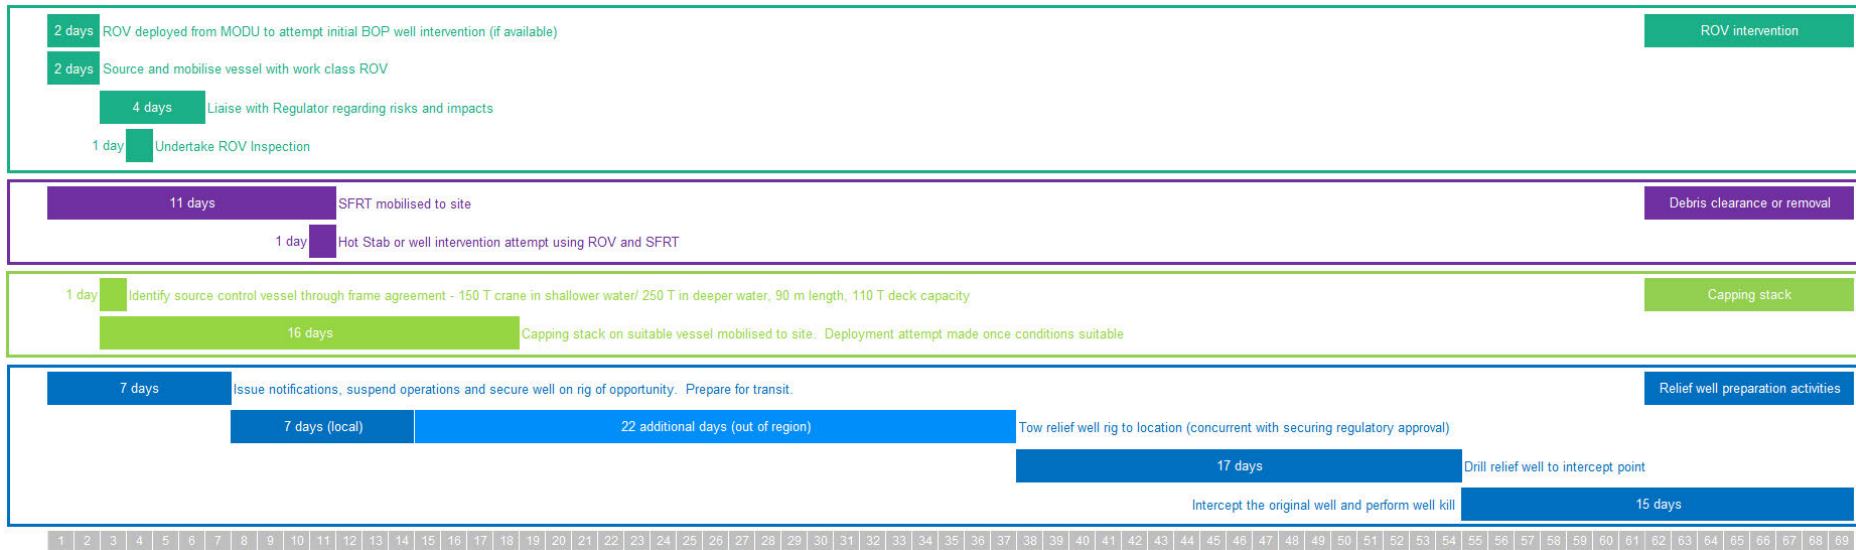 2 days ROV deployed from MODU to attempt initial BOP well intervention (if available) ROV intervention
2 days Source and mobilise vessel with work class ROV
4 days Liaise with Regulator regarding risks and impacts
1 day Undertake ROV Inspection
11 days SFRT mobilised to site Debris clearance or removal
1 day Hot Stab or well intervention attempt using ROV and SFRT
1 day Identify source control vessel through frame agreement - 150 T crane in shallower water/ 250 T in deeper water, 90 m length, 110 T deck capacity Capping stack
16 days Capping stack on suitable vessel mobilised to site.  Deployment attempt made once conditions suitable
7 days Issue notifications, suspend operations and secure well on rig of opportunity.  Prepare for transit. Relief well preparation activities
7 days (local) 22 additional days (out of region) Tow relief well rig to location (concurrent with securing regulatory approval)
17 days Drill relief well to intercept point
Intercept the original well and perform well kill 15 days
1 2 3 4 5 6 7 8 9 10 11 12 13 14 15 16 17 18 19 20 21 22 23 24 25 26 27 28 29 30 31 32 33 34 35 36 37 38 39 40 41 42 43 44 45 46 47 48 49 50 51 52 53 54 55 56 57 58 59 60 61 62 63 64 65 66 67 68 69